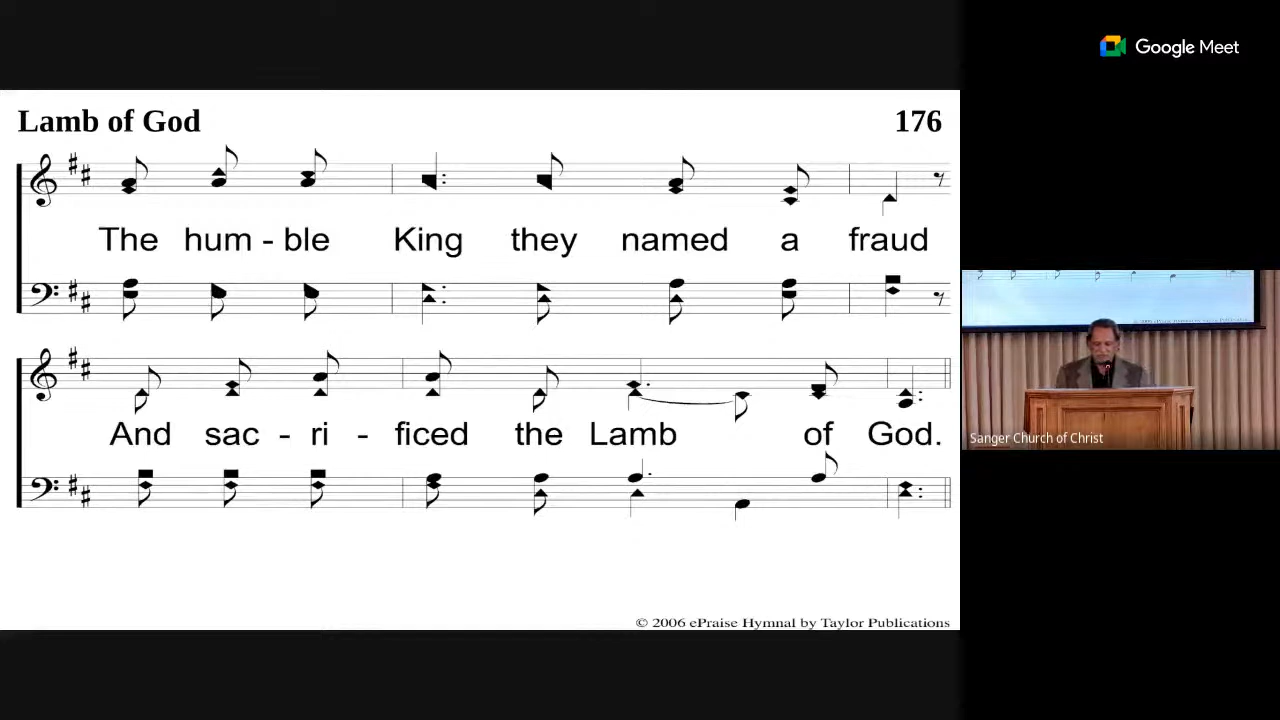 Google Meet
Lamb of God 176
The hum - ble King they named a fraud
And sac - ri - ficed the Lamb of God.
© 2006 ePraise Hymnal by Taylor Publications
Sanger Church of Christ